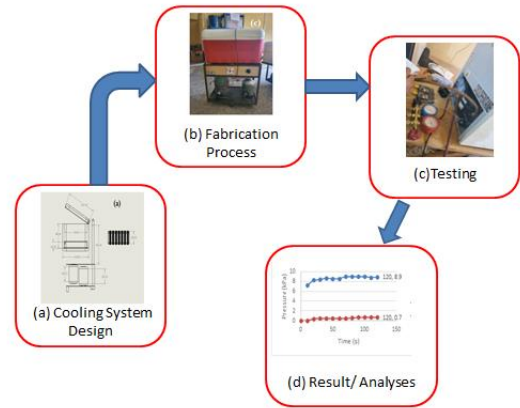 (c)
(b) Fabrication
Process
(c)Testing
(a)
(a) Cooling System
Design
Pressure (kPa)
10
8
6
4
2
0
120, 8.9
120, 0.7
0
50
100
150
Time (s)
(d) Result/ Analyses